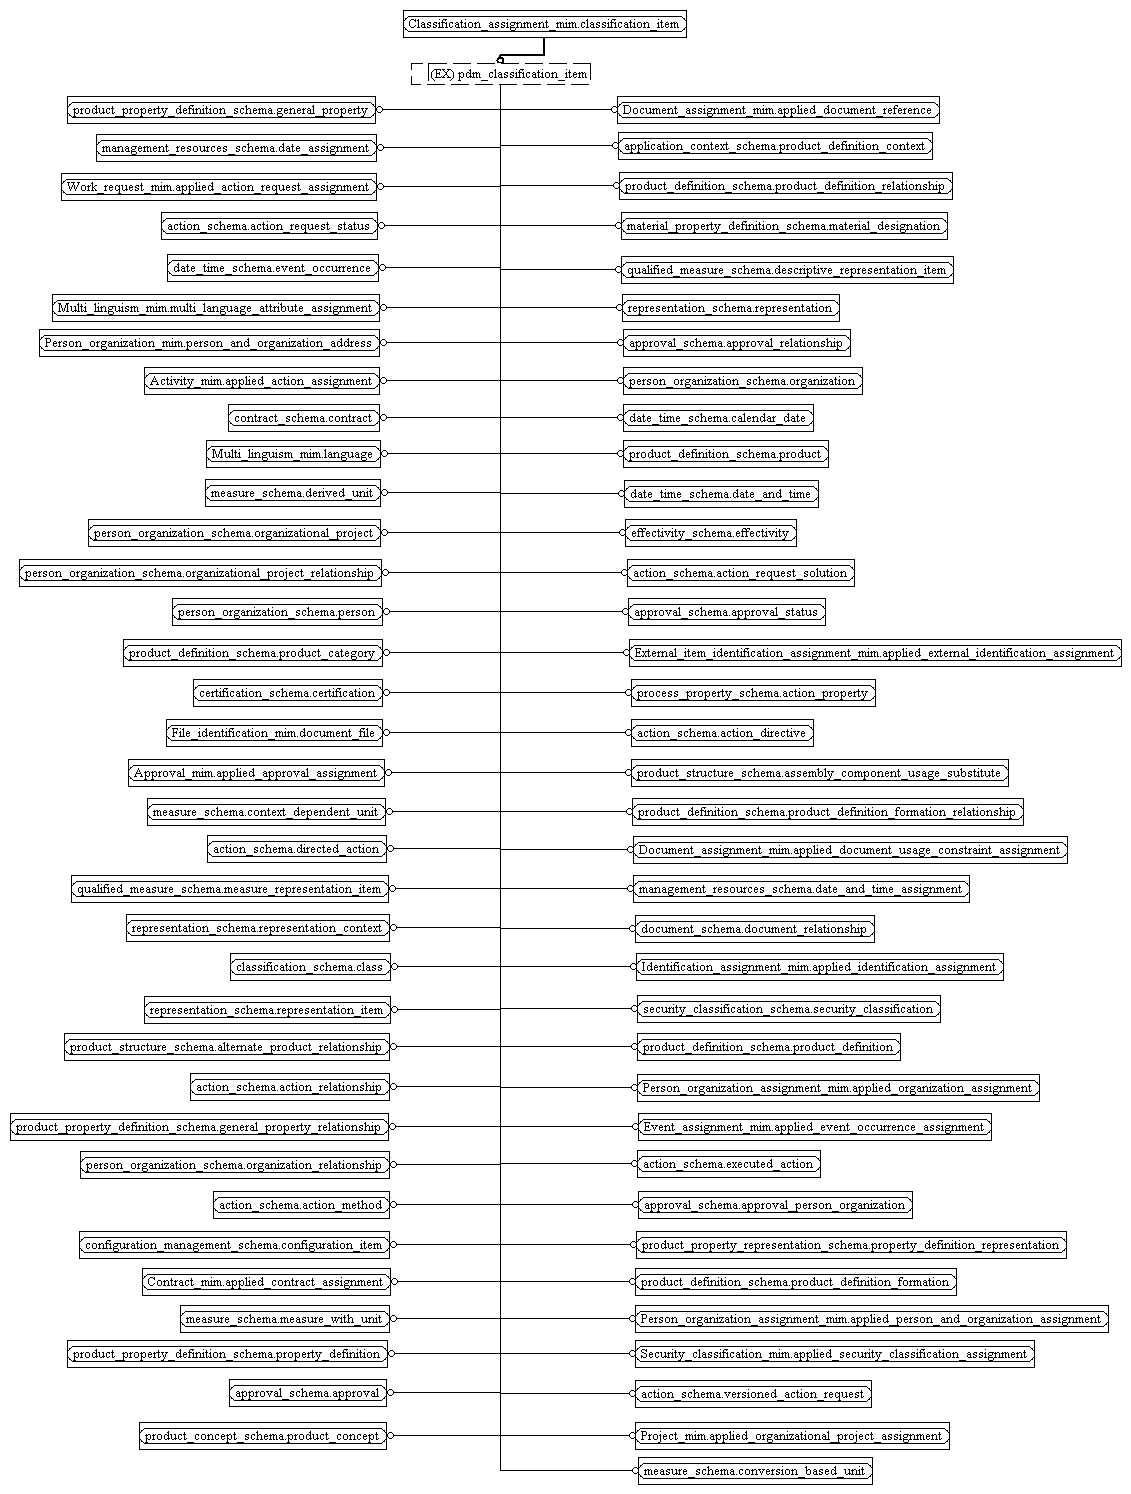 Classification_assignment_mim.classification_item
(EX) pdm_classification_item
product_property_definition_schema.general_property
Document_assignment_mim.applied_document_reference
management_resources_schema.date_assignment
application_context_schema.product_definition_context
Work_request_mim.applied_action_request_assignment
product_definition_schema.product_definition_relationship
action_schema.action_request_status
material_property_definition_schema.material_designation
date_time_schema.event_occurrence
qualified_measure_schema.descriptive_representation_item
Multi_linguism_mim.multi_language_attribute_assignment
representation_schema.representation
Person_organization_mim.person_and_organization_address
approval_schema.approval_relationship
Activity_mim.applied_action_assignment
person_organization_schema.organization
contract_schema.contract
date_time_schema.calendar_date
Multi_linguism_mim.language
product_definition_schema.product
measure_schema.derived_unit
date_time_schema.date_and_time
person_organization_schema.organizational_project
effectivity_schema.effectivity
person_organization_schema.organizational_project_relationship
action_schema.action_request_solution
person_organization_schema.person
approval_schema.approval_status
product_definition_schema.product_category
External_item_identification_assignment_mim.applied_external_identification_assignment
certification_schema.certification
process_property_schema.action_property
File_identification_mim.document_file
action_schema.action_directive
Approval_mim.applied_approval_assignment
product_structure_schema.assembly_component_usage_substitute
measure_schema.context_dependent_unit
product_definition_schema.product_definition_formation_relationship
action_schema.directed_action
Document_assignment_mim.applied_document_usage_constraint_assignment
qualified_measure_schema.measure_representation_item
management_resources_schema.date_and_time_assignment
representation_schema.representation_context
document_schema.document_relationship
classification_schema.class
Identification_assignment_mim.applied_identification_assignment
representation_schema.representation_item
security_classification_schema.security_classification
product_structure_schema.alternate_product_relationship
product_definition_schema.product_definition
action_schema.action_relationship
Person_organization_assignment_mim.applied_organization_assignment
product_property_definition_schema.general_property_relationship
Event_assignment_mim.applied_event_occurrence_assignment
person_organization_schema.organization_relationship
action_schema.executed_action
action_schema.action_method
approval_schema.approval_person_organization
configuration_management_schema.configuration_item
product_property_representation_schema.property_definition_representation
Contract_mim.applied_contract_assignment
product_definition_schema.product_definition_formation
measure_schema.measure_with_unit
Person_organization_assignment_mim.applied_person_and_organization_assignment
product_property_definition_schema.property_definition
Security_classification_mim.applied_security_classification_assignment
approval_schema.approval
action_schema.versioned_action_request
product_concept_schema.product_concept
Project_mim.applied_organizational_project_assignment
measure_schema.conversion_based_unit